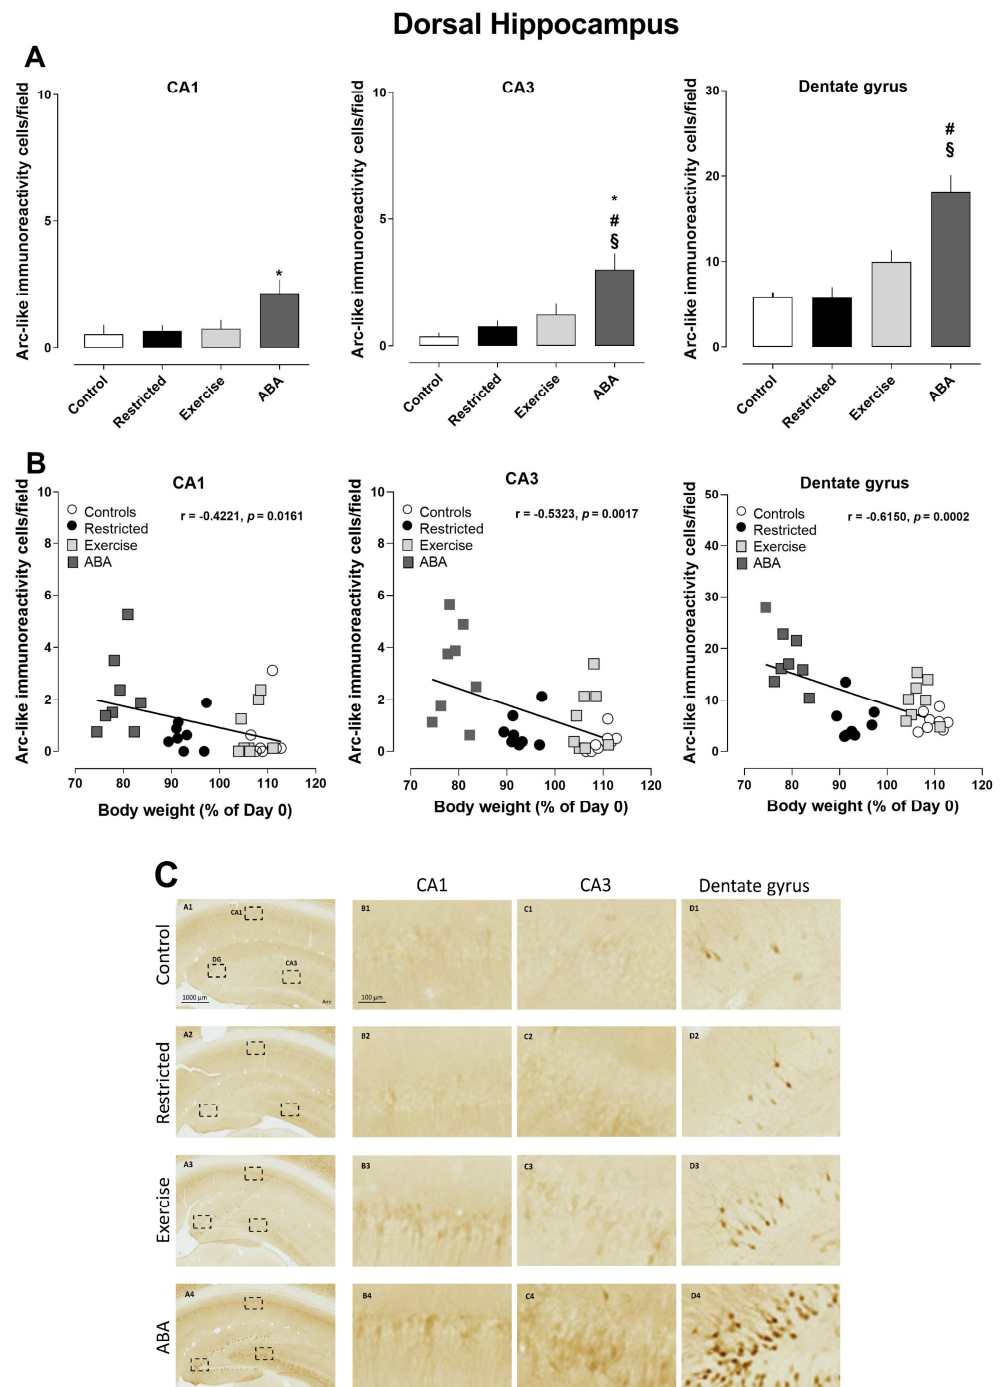 Dorsal Hippocampus
A
CA1
Arc-like immunoreactivity cells/field
10
5
0
*
Control
Restricted
Exercise
ABA
CA3
Arc-like immunoreactivity cells/field
10
5
0
*
#
§
Control
Restricted
Exercise
ABA
Dentate gyrus
Arc-like immunoreactivity cells/field
30
20
10
0
#
§
Control
Restricted
Exercise
ABA
B
CA1
Arc-like immunoreactivity cells/field
10
8
6
4
2
0
Controls
Restricted
Exercise
ABA
r = -0.4221, p = 0.0161
70 80 90 100 110 120
Body weight (% of Day 0)
CA3
Arc-like immunoreactivity cells/field
10
8
6
4
2
0
Controls
Restricted
Exercise
ABA
r = -0.5323, p = 0.0017
70 80 90 100 110 120
Body weight (% of Day 0)
Dentate gyrus
Arc-like immunoreactivity cells/field
50
40
30
20
10
0
Controls
Restricted
Exercise
ABA
r = -0.6150, p = 0.0002
70 80 90 100 110 120
Body weight (% of Day 0)
C
CA1 CA3 Dentate gyrus
Control
A1
CA1
DG
CA3
1000 µm
Arc
B1
100 µm
C1
D1
Restricted
A2
B2
C2
D2
Exercise
A3
B3
C3
D3
ABA
A4
B4
C4
D4